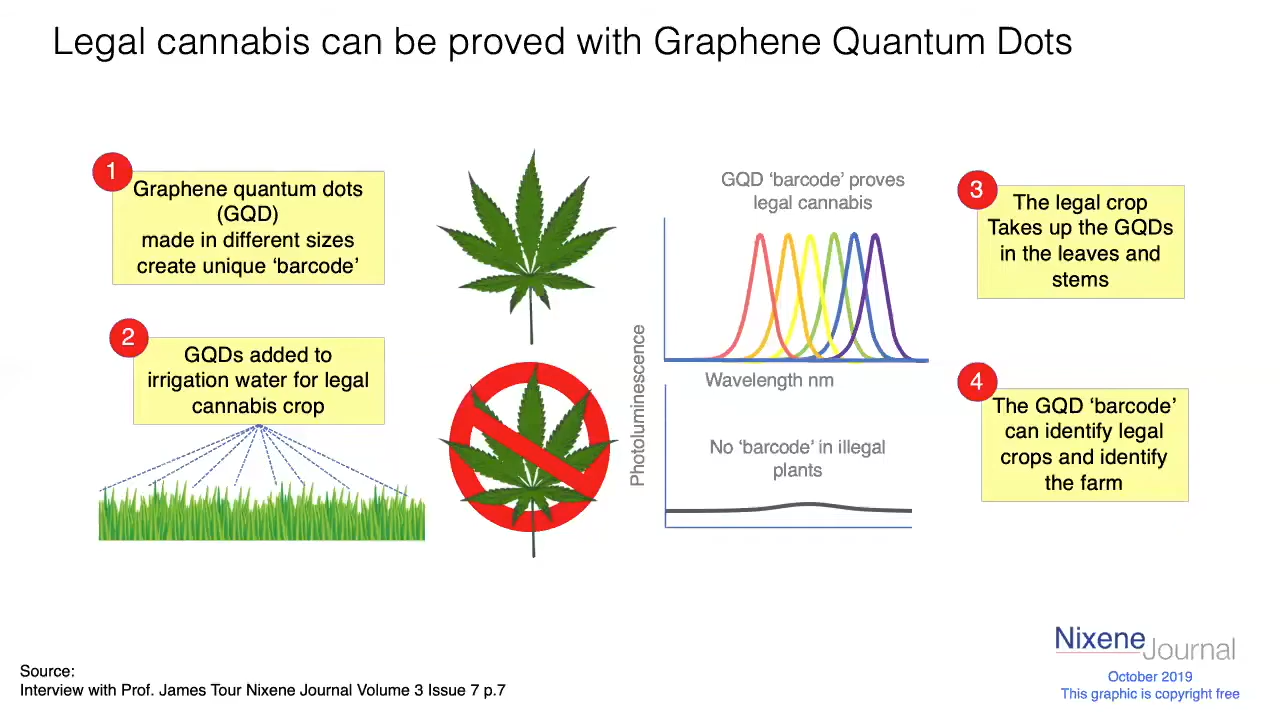 Legal cannabis can be proved with Graphene Quantum Dots
1
Graphene quantum dots
(GQD)
made in different sizes
create unique ‘barcode’
2
GQDs added to
irrigation water for legal
cannabis crop
GQD ‘barcode’ proves
legal cannabis
Wavelength nm
Photoluminescence
No ‘barcode’ in illegal
plants
3
The legal crop
Takes up the GQDs
in the leaves and
stems
4
The GQD ‘barcode’
can identify legal
crops and identify
the farm
Source:
Interview with Prof. James Tour Nixene Journal Volume 3 Issue 7 p.7
Nixene Journal
October 2019
This graphic is copyright free